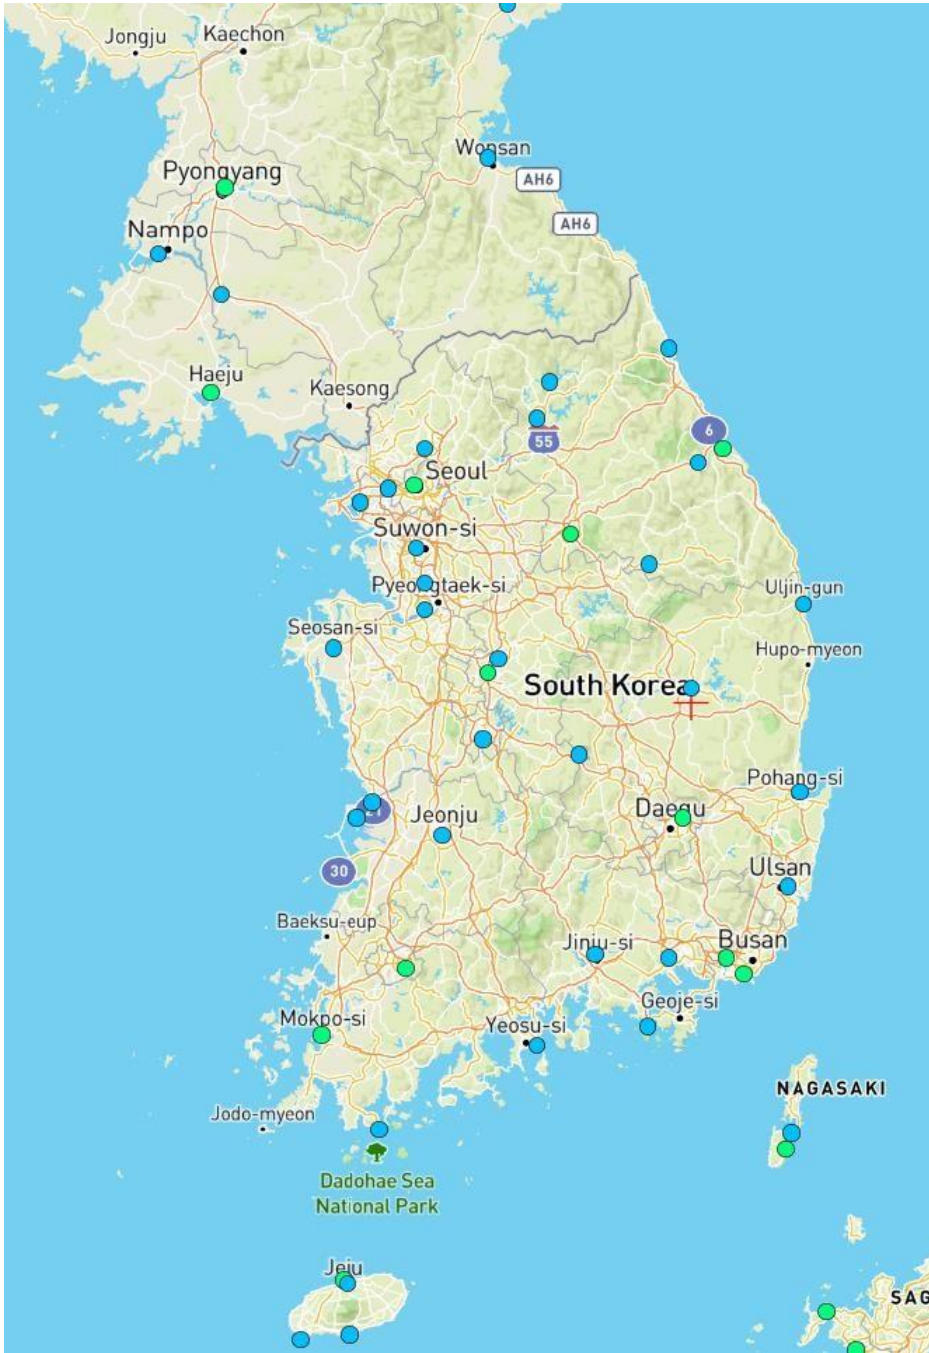 Jongju
Kaechon
Wonsan
AH6
Pyongyang
AH6
Nampo
Haeju
Kaesong
6
55
Seoul
Suwon-si
Pyeongtaek-si
Uljin-gun
Seosan-si
Hupo-myeon
South Korea
Pohang-si
Daegu
Jeonju
30
Ulsan
Baeksu-eup
Jinju-si
Busan
Geoje-si
Mokpo-si
Yeosu-si
NAGASAKI
Jodo-myeon
Dadohae Sea
National Park
Jeju
SAG